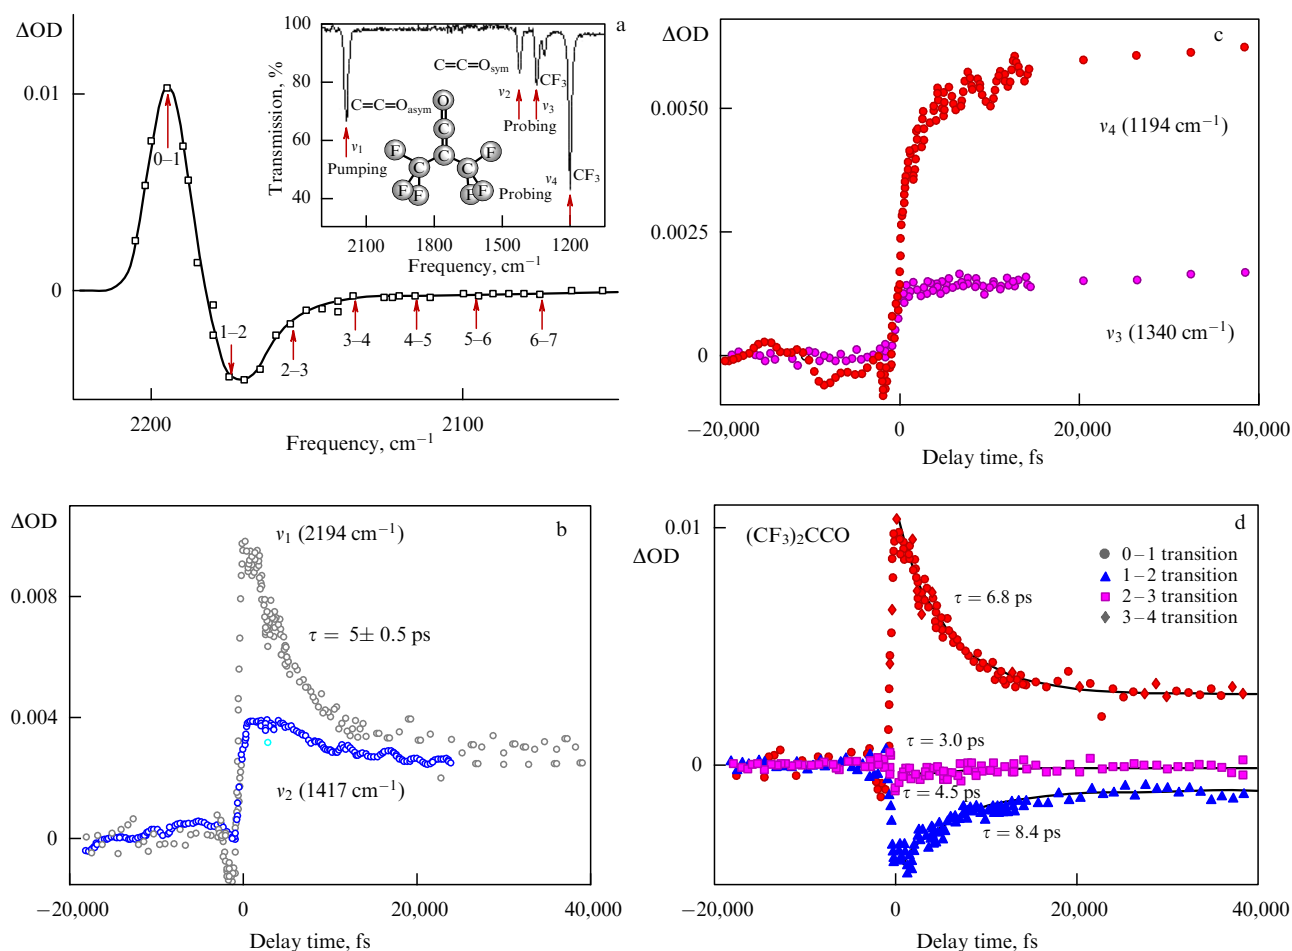 a
ΔOD
0.01
0
2200
2100
Frequency, cm⁻¹
0–1
1–2
2–3
3–4
4–5
5–6
6–7
Transmission, %
100
80
60
40
2100
1800
1500
1200
Frequency, cm⁻¹
C=C=O asym
C=C=O sym
ν₁
Pumping
ν₂
CF₃
ν₃
Probing
ν₄
CF₃
Probing
O
C
C
F
C
C
F
F
F
F
F
c
ΔOD
0.0050
0.0025
0
ν₄ (1194 cm⁻¹)
ν₃ (1340 cm⁻¹)
−20,000
0
20,000
40,000
Delay time, fs
b
ΔOD
0.008
0.004
0
ν₁ (2194 cm⁻¹)
τ = 5± 0.5 ps
ν₂ (1417 cm⁻¹)
−20,000
0
20,000
40,000
Delay time, fs
d
ΔOD
0.01
0
(CF₃)₂CCO
0–1 transition
1–2 transition
2–3 transition
3–4 transition
τ = 6.8 ps
τ = 3.0 ps
τ = 4.5 ps
τ = 8.4 ps
−20,000
0
20,000
40,000
Delay time, fs